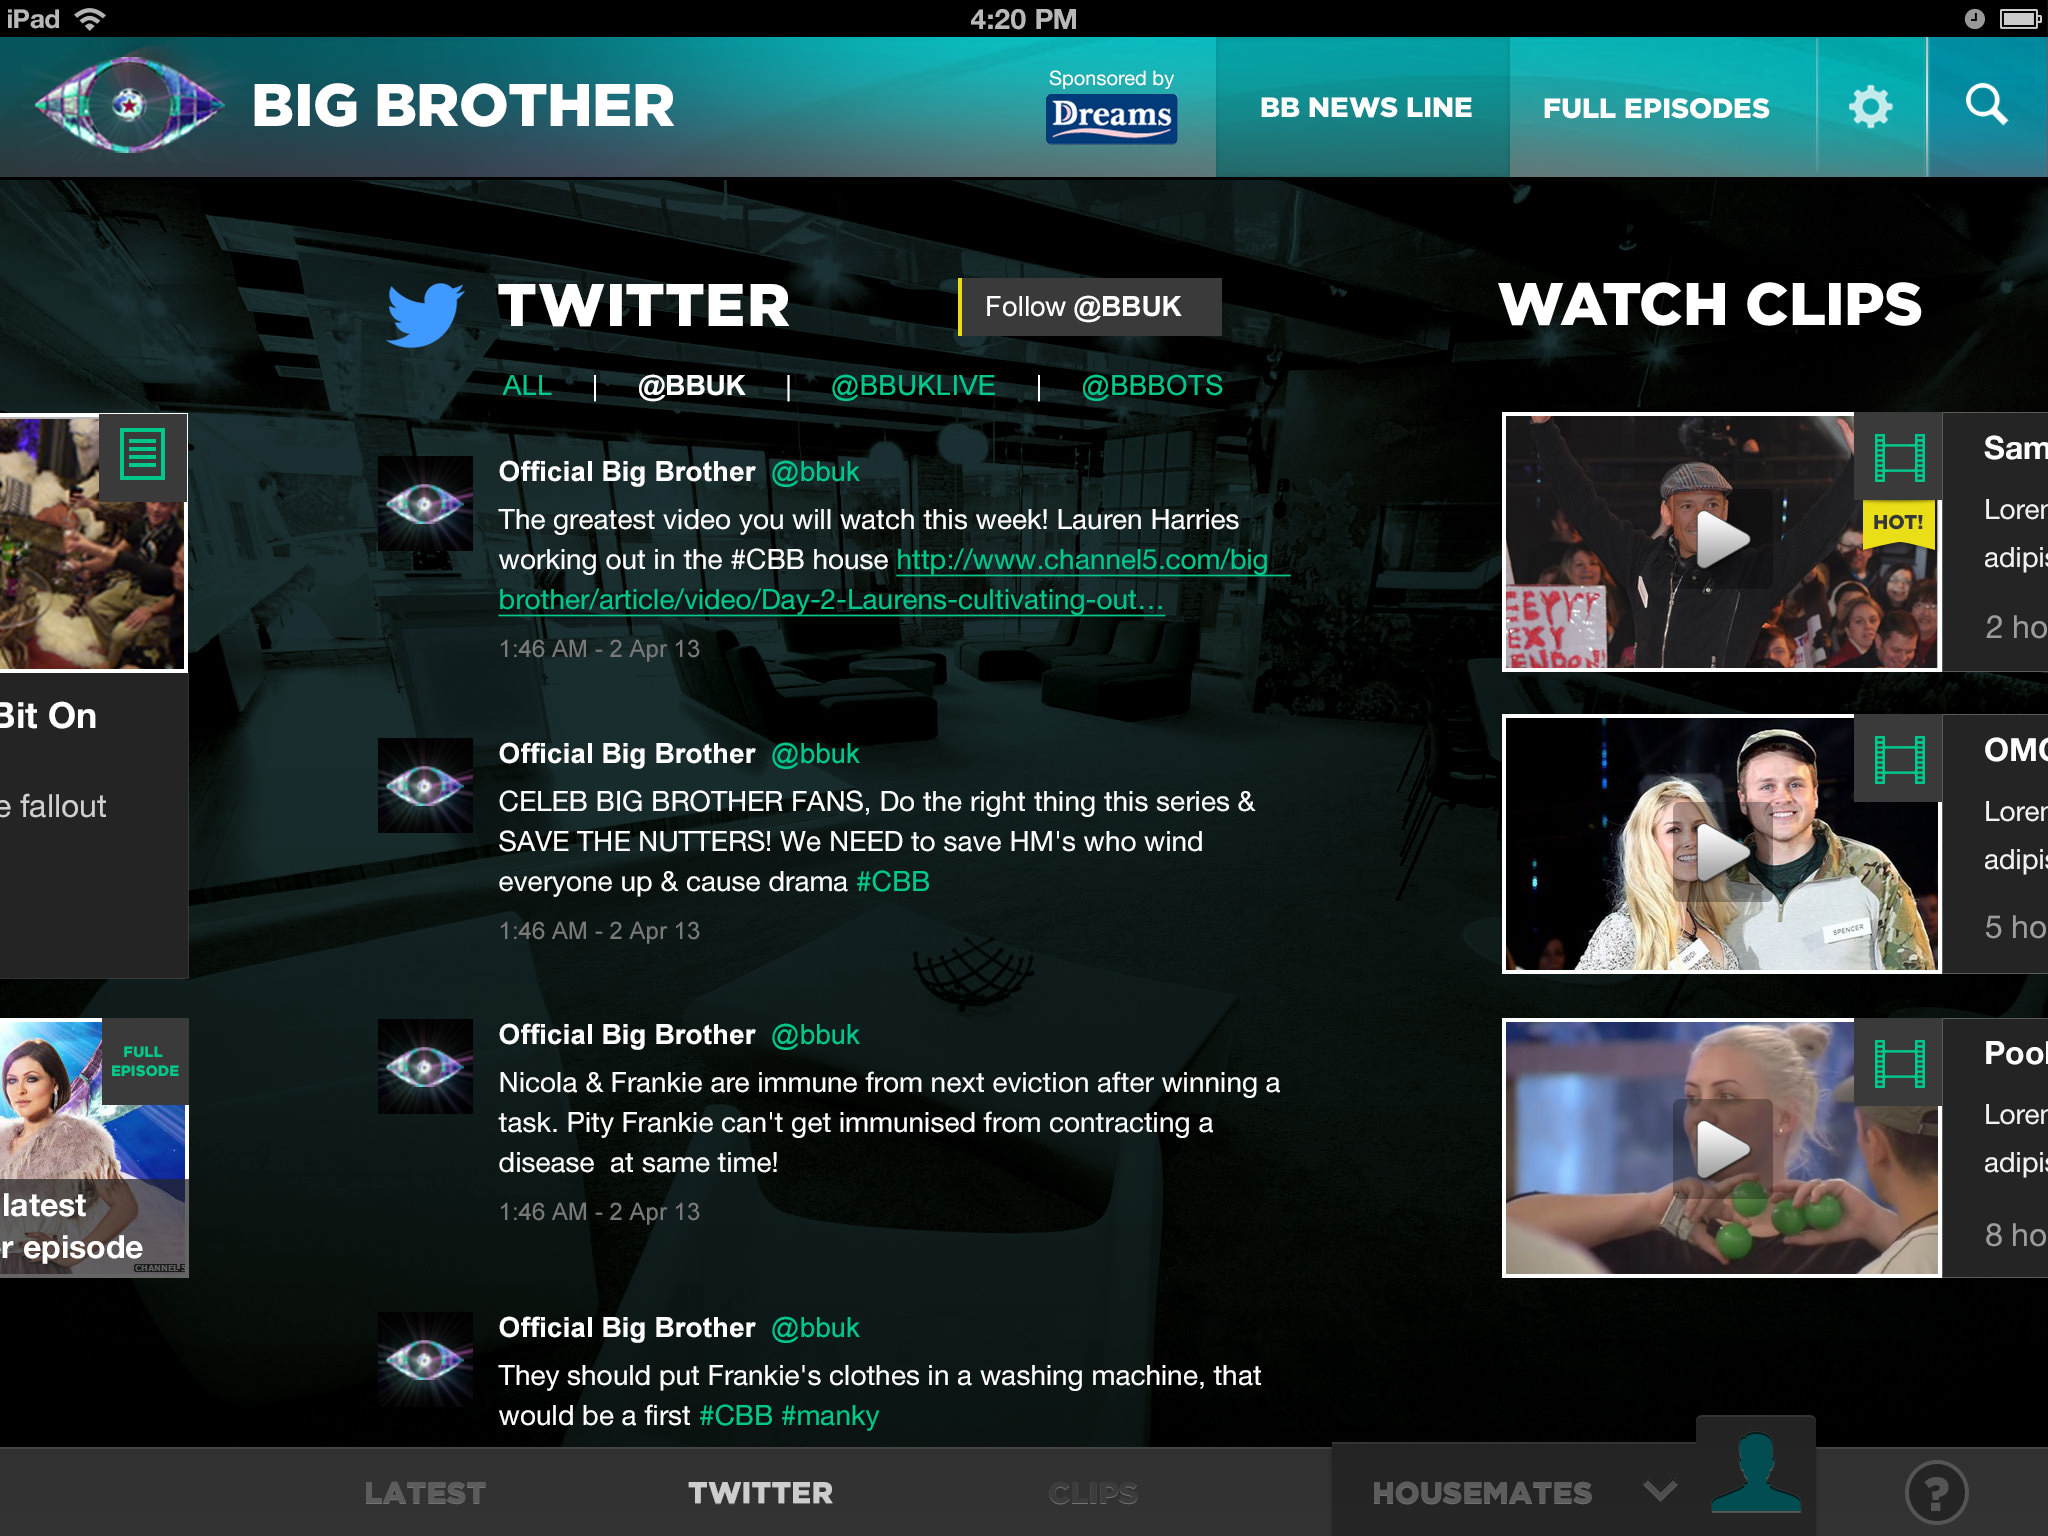 iPad
4:20 PM
BIG BROTHER
Sponsored by
Dreams
BB NEWS LINE
FULL EPISODES
TWITTER
Follow @BBUK
ALL | @BBUK | @BBUKLIVE | @BBBOTS
Official Big Brother @bbuk
The greatest video you will watch this week! Lauren Harries
working out in the #CBB house http://www.channel5.com/big
brother/article/video/Day-2-Laurens-cultivating-out...
1:46 AM - 2 Apr 13
Official Big Brother @bbuk
CELEB BIG BROTHER FANS, Do the right thing this series &
SAVE THE NUTTERS! We NEED to save HM's who wind
everyone up & cause drama #CBB
1:46 AM - 2 Apr 13
Official Big Brother @bbuk
Nicola & Frankie are immune from next eviction after winning a
task. Pity Frankie can't get immunised from contracting a
disease  at same time!
1:46 AM - 2 Apr 13
Official Big Brother @bbuk
They should put Frankie's clothes in a washing machine, that
would be a first #CBB #manky
Bit On
e fallout
FULL
EPISODE
latest
r episode
CHANNEL5
WATCH CLIPS
HOT!
Sam
Lorer
adipis
2 ho
SPENCER
HEIDI
OMG
Lorer
adipis
5 ho
Pool
Lorer
adipis
8 ho
LATEST
TWITTER
CLIPS
HOUSEMATES
?